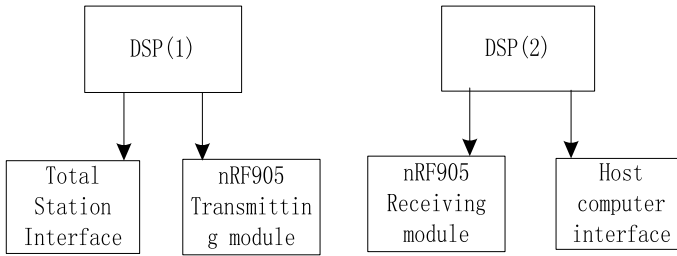 DSP(1)
DSP(2)
Total
Station
Interface
nRF905
Transmittin
g module
nRF905
Receiving
module
Host
computer
interface